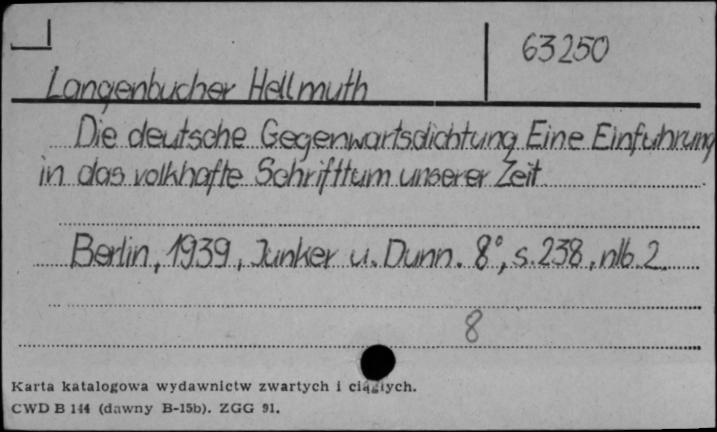 63250
Langenbucher Hellmuth
Die deutsche Gegenwartsdichtung Eine Einfuhrung
in das volkhafte Schrifttum unserer Zeit
Berlin, 1939, Junker u. Dunn. 8°, s. 238, nlb. 2
8
Karta katalogowa wydawnictw zwartych i ciągłych.
CWD B 144 (dawny B-15b). ZGG 91.